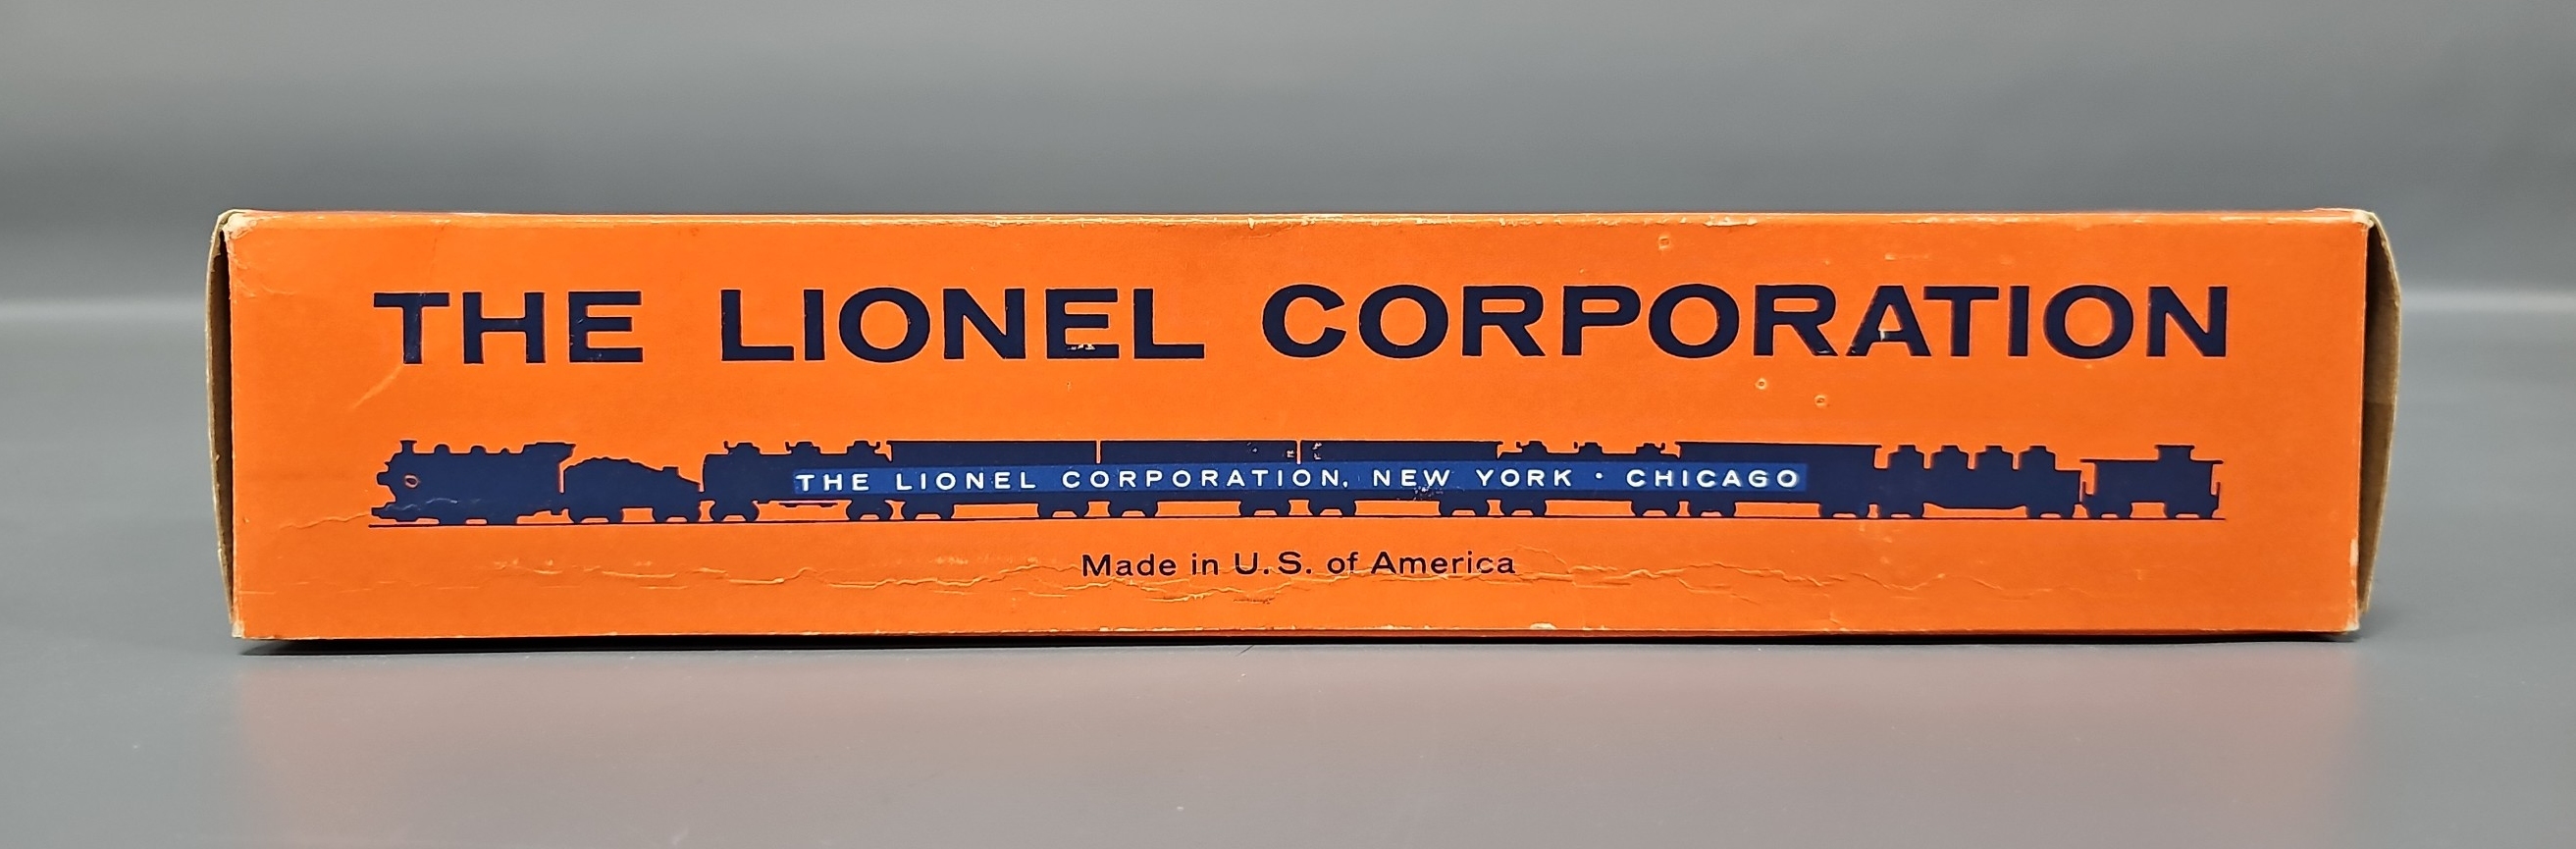 THE LIONEL CORPORATION
THE LIONEL CORPORATION, NEW YORK • CHICAGO
Made in U.S. of America